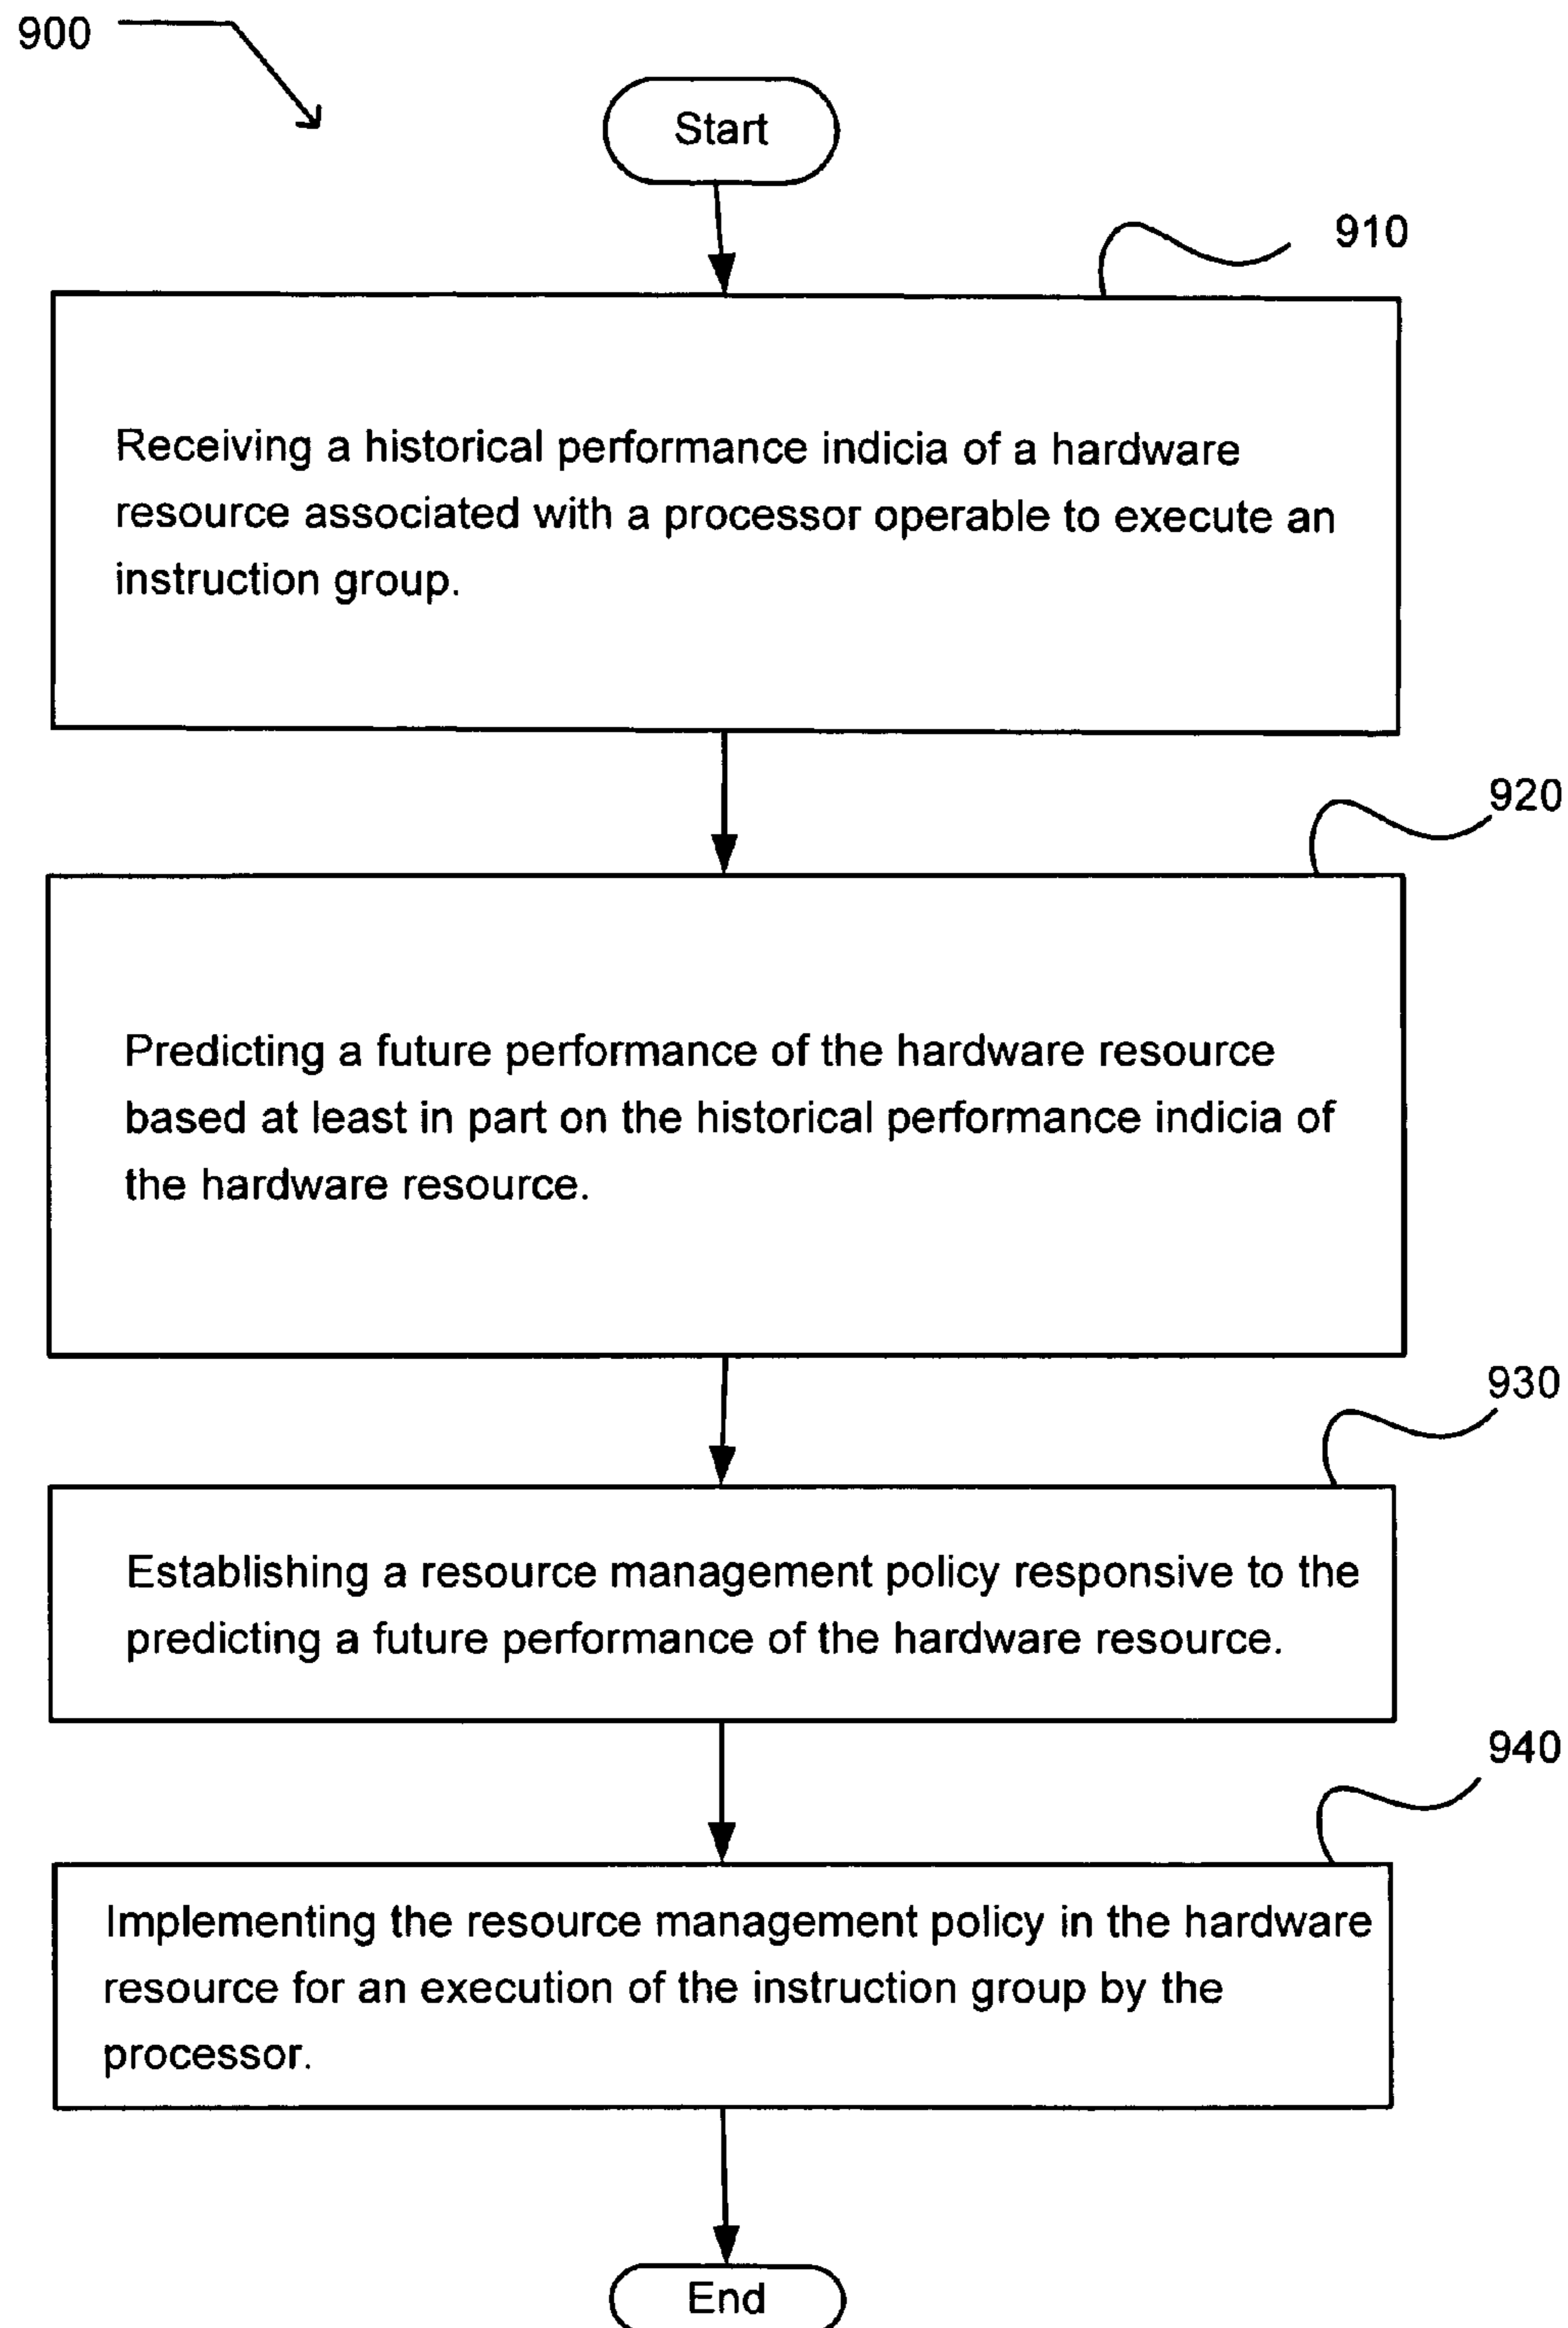 900
Start
910
Receiving a historical performance indicia of a hardware
resource associated with a processor operable to execute an
instruction group.
920
Predicting a future performance of the hardware resource
based at least in part on the historical performance indicia of
the hardware resource.
930
Establishing a resource management policy responsive to the
predicting a future performance of the hardware resource.
940
Implementing the resource management policy in the hardware
resource for an execution of the instruction group by the
processor.
End